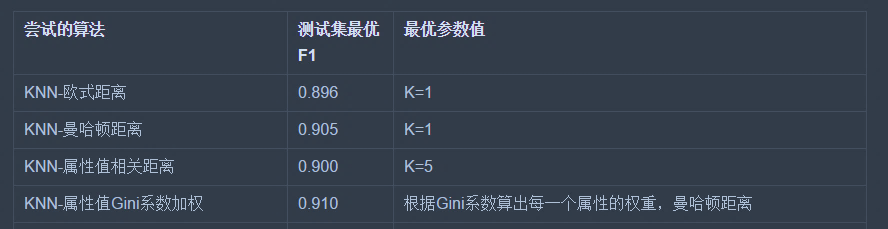 尝试的算法 测试集最优 最优参数值
F1
KNN-欧式距离 0.896 K=1
KNN-曼哈顿距离 0.905 K=1
KNN-属性值相关距离 0.900 K=5
KNN-属性值Gini系数加权 0.910 根据Gini系数算出每一个属性的权重，曼哈顿距离